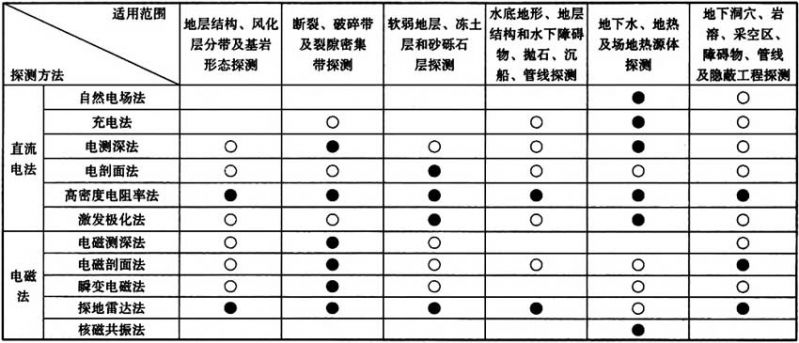 适用范围
探测方法
地层结构、风化
层分带及基岩
形态探测
断裂、破碎带
及裂隙密集
带探测
软弱地层、冻土
层和砂砾石
层探测
水底地形、地层
结构和水下障碍
物、抛石、沉
船、管线探测
地下水、地热
及场地热源体
探测
地下洞穴、岩
溶、采空区、
障碍物、管线
及隐蔽工程探测
直流
电法
自然电场法 ● ○
充电法 ○ ○ ● ○
电测深法 ○ ● ○ ○ ● ○
电剖面法 ○ ○ ● ○ ○ ○
高密度电阻率法 ● ● ● ● ● ●
激发极化法 ○ ○ ● ○ ● ○
电磁
法
电磁测深法 ○ ● ○ ○
电磁剖面法 ○ ● ○ ○ ○ ●
瞬变电磁法 ○ ● ○ ○ ○
探地雷达法 ● ● ● ● ○ ●
核磁共振法 ●